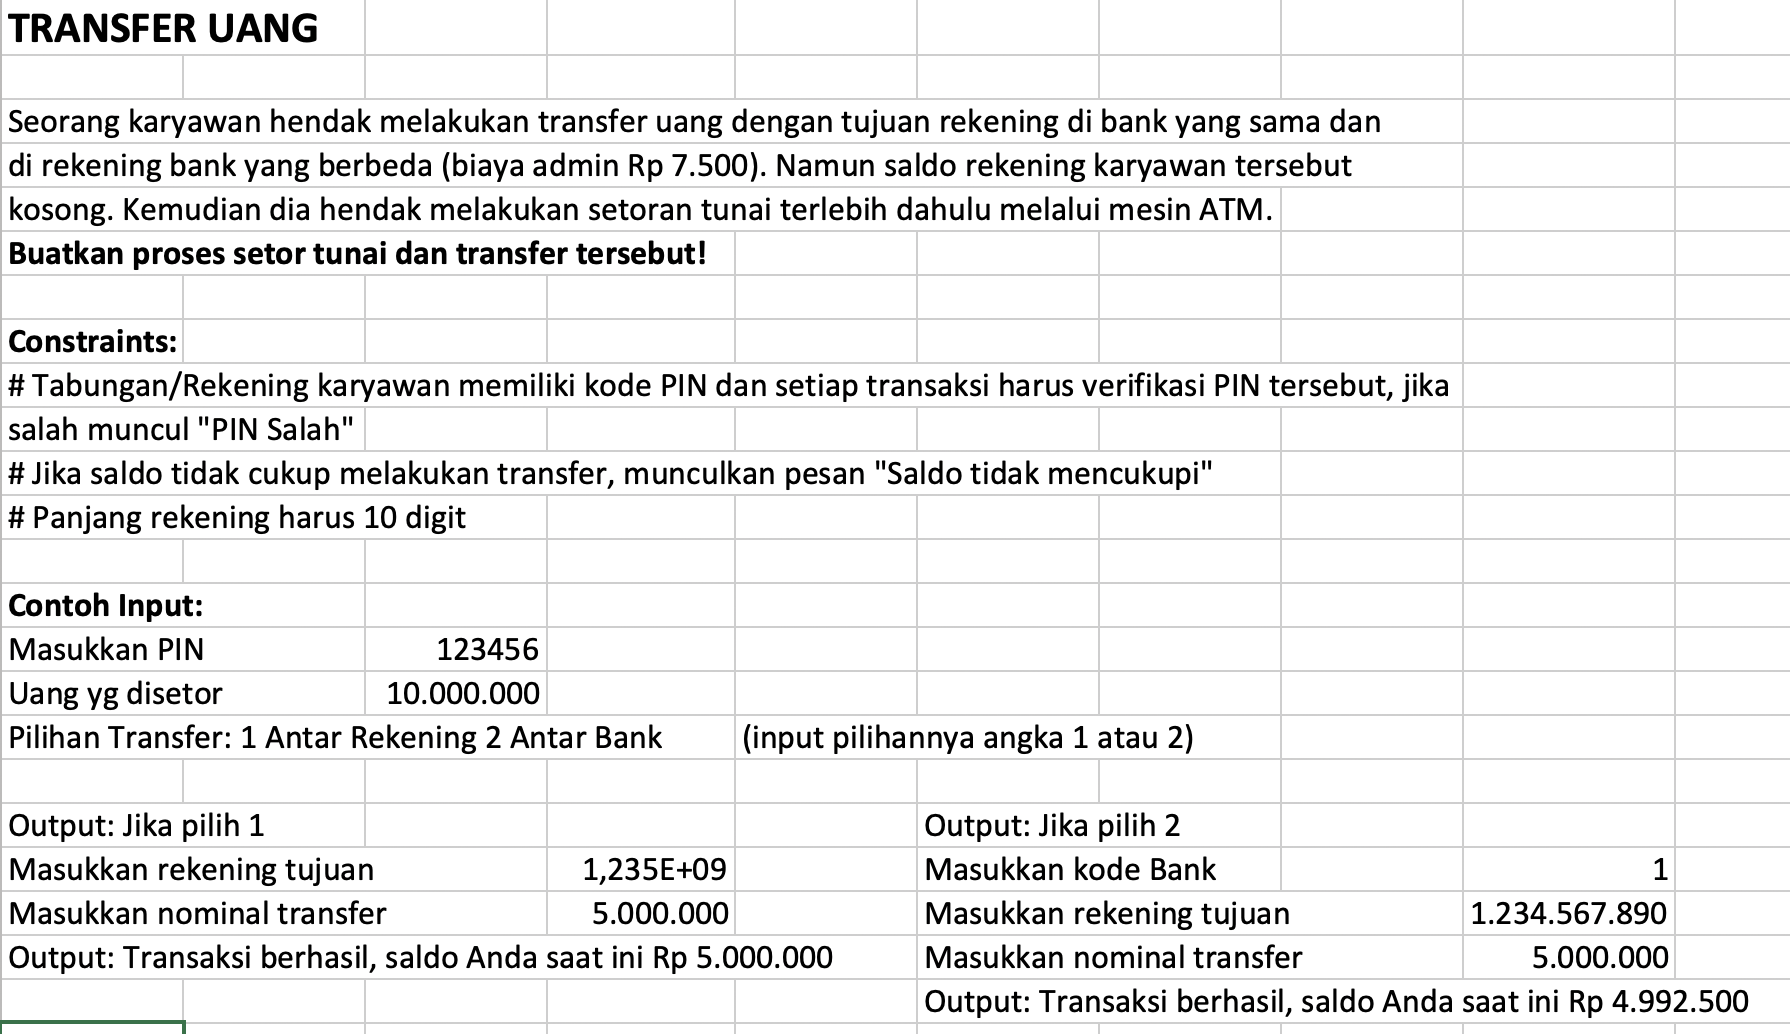 TRANSFER UANG
Seorang karyawan hendak melakukan transfer uang dengan tujuan rekening di bank yang sama dan
di rekening bank yang berbeda (biaya admin Rp 7.500). Namun saldo rekening karyawan tersebut
kosong. Kemudian dia hendak melakukan setoran tunai terlebih dahulu melalui mesin ATM.
Buatkan proses setor tunai dan transfer tersebut!
Constraints:
# Tabungan/Rekening karyawan memiliki kode PIN dan setiap transaksi harus verifikasi PIN tersebut, jika
salah muncul "PIN Salah"
# Jika saldo tidak cukup melakukan transfer, munculkan pesan "Saldo tidak mencukupi"
# Panjang rekening harus 10 digit
Contoh Input:
Masukkan PIN 123456
Uang yg disetor 10.000.000
Pilihan Transfer: 1 Antar Rekening 2 Antar Bank (input pilihannya angka 1 atau 2)
Output: Jika pilih 1
Masukkan rekening tujuan 1,235E+09
Masukkan nominal transfer 5.000.000
Output: Transaksi berhasil, saldo Anda saat ini Rp 5.000.000
Output: Jika pilih 2
Masukkan kode Bank 1
Masukkan rekening tujuan 1.234.567.890
Masukkan nominal transfer 5.000.000
Output: Transaksi berhasil, saldo Anda saat ini Rp 4.992.500